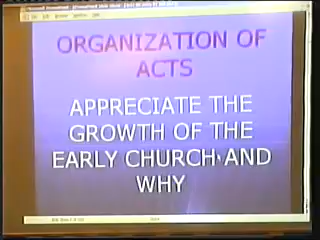 ORGANIZATION OF
ACTS
APPRECIATE THE
GROWTH OF THE
EARLY CHURCH AND
WHY